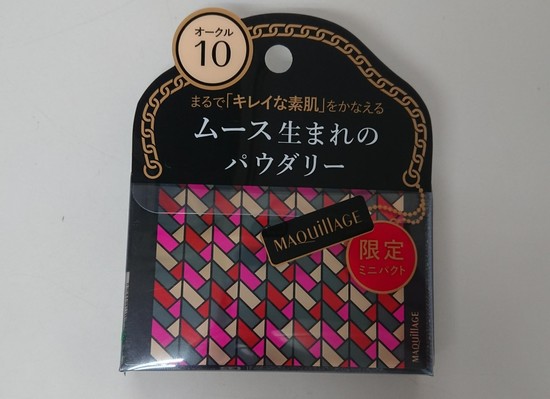 オークル
10
まるで「キレイな素肌」をかなえる
ムース生まれの
パウダリー
MAQuillAGE
限定
ミニパクト
MAQuillAGE